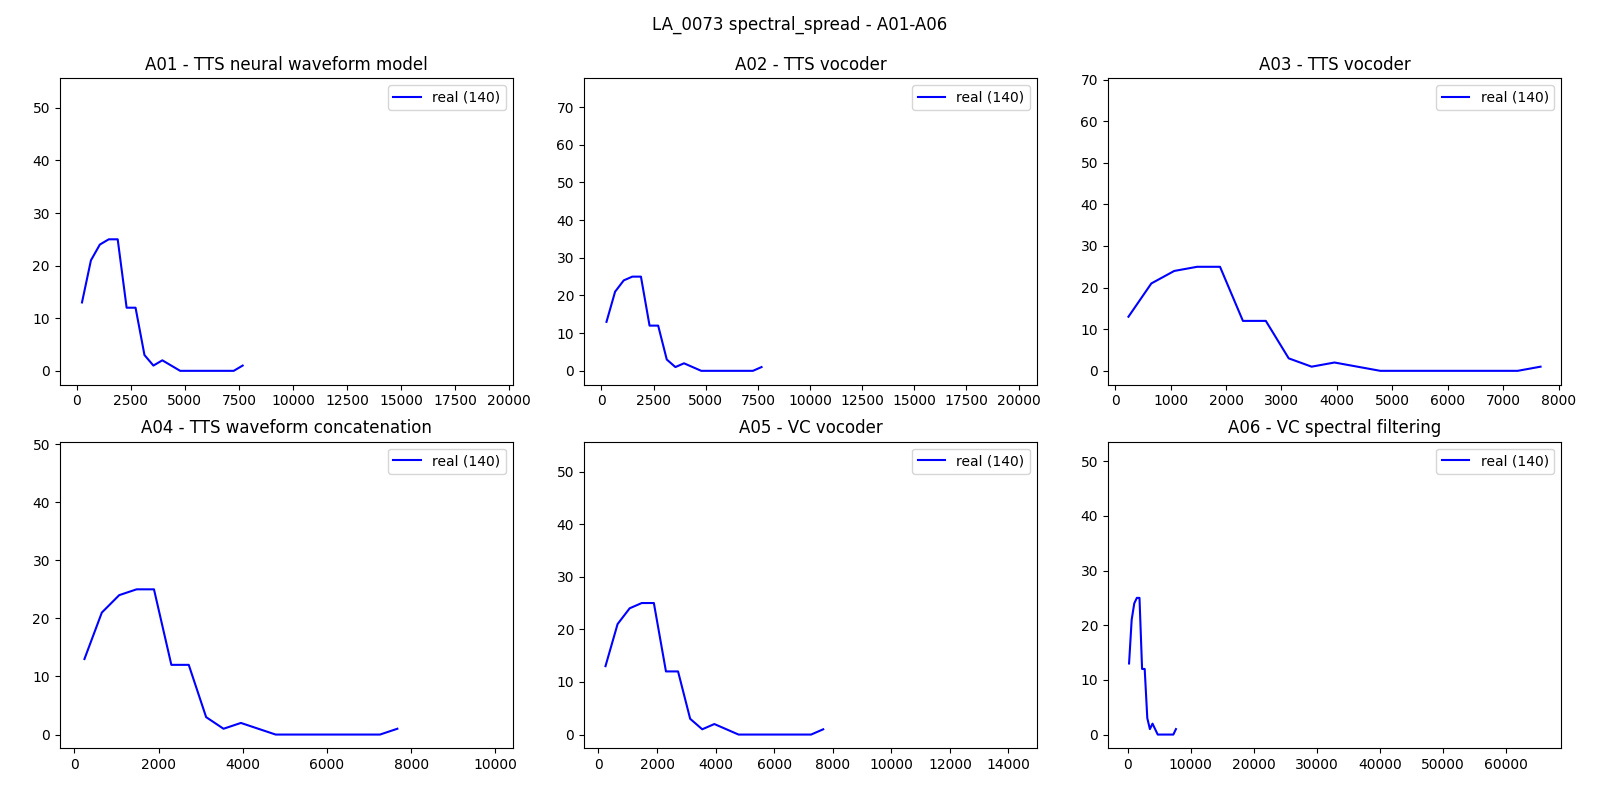 LA_0073 spectral_spread - A01-A06
A01 - TTS neural waveform model
real (140)
50
40
30
20
10
0
0 2500 5000 7500 10000 12500 15000 17500 20000
A02 - TTS vocoder
real (140)
70
60
50
40
30
20
10
0
0 2500 5000 7500 10000 12500 15000 17500 20000
A03 - TTS vocoder
real (140)
70
60
50
40
30
20
10
0
0 1000 2000 3000 4000 5000 6000 7000 8000
A04 - TTS waveform concatenation
real (140)
50
40
30
20
10
0
0 2000 4000 6000 8000 10000
A05 - VC vocoder
real (140)
50
40
30
20
10
0
0 2000 4000 6000 8000 10000 12000 14000
A06 - VC spectral filtering
real (140)
50
40
30
20
10
0
0 10000 20000 30000 40000 50000 60000